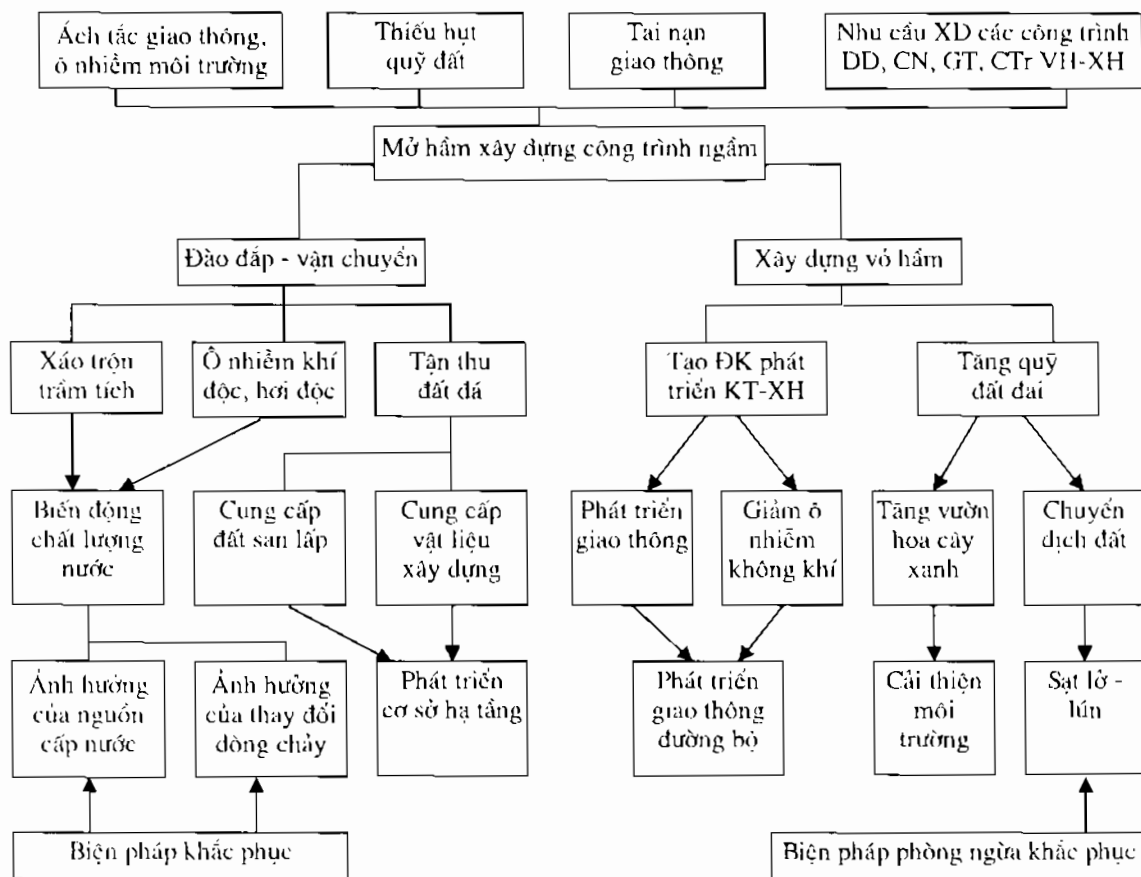 Ách tắc giao thông,
ô nhiễm môi trường
Thiếu hụt
quỹ đất
Tai nạn
giao thông
Nhu cầu XD các công trình
DD, CN, GT, CTr VH-XH
Mở hầm xây dựng công trình ngầm
Đào đắp - vận chuyển
Xây dựng vỏ hầm
Xáo trộn
trầm tích
Ô nhiễm khí
độc, hơi độc
Tận thu
đất đá
Tạo ĐK phát
triển KT-XH
Tăng quỹ
đất đai
Biến động
chất lượng
nước
Cung cấp
đất san lấp
Cung cấp
vật liệu
xây dựng
Phát triển
giao thông
Giảm ô
nhiễm
không khí
Tăng vườn
hoa cây
xanh
Chuyển
dịch đất
Ảnh hưởng
của nguồn
cấp nước
Ảnh hưởng
của thay đổi
dòng chảy
Phát triển
cơ sở hạ tầng
Phát triển
giao thông
đường bộ
Cải thiện
môi
trường
Sạt lở -
lún
Biện pháp khắc phục
Biện pháp phòng ngừa khắc phục